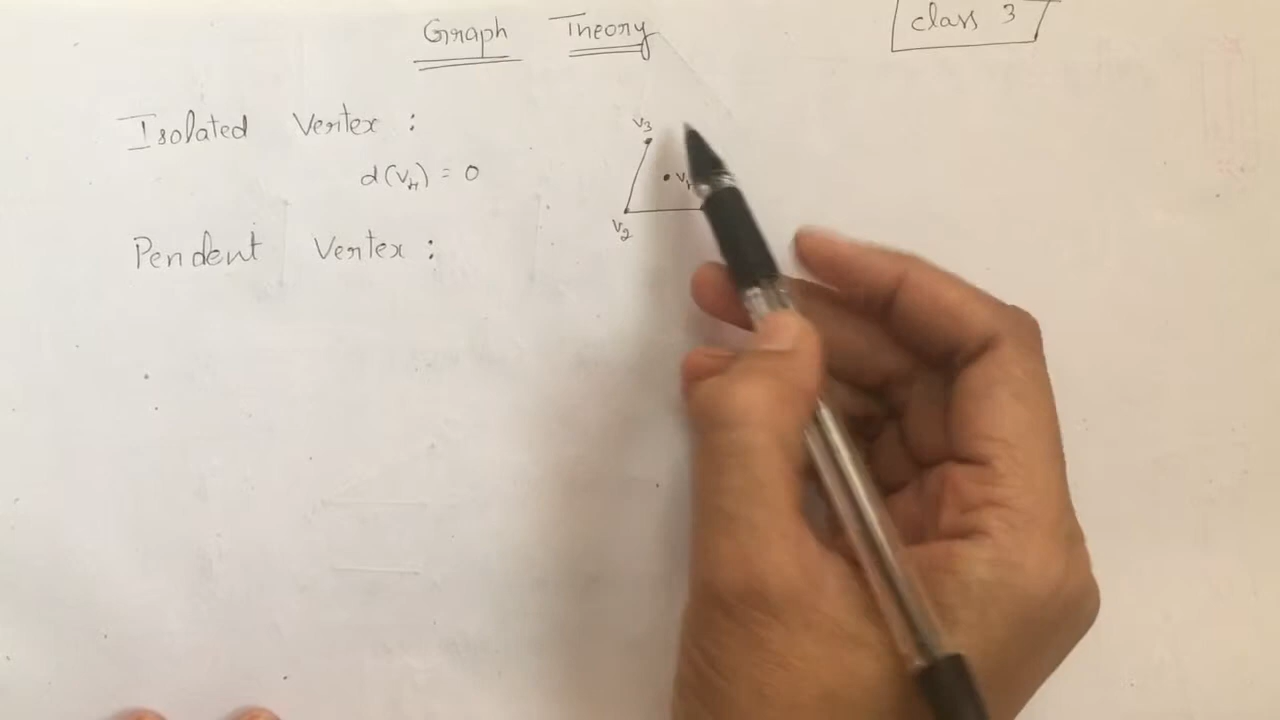 Graph Theory
class 3
Isolated Vertex :
d(v₄) = 0
Pendent Vertex :
v₃
v₂